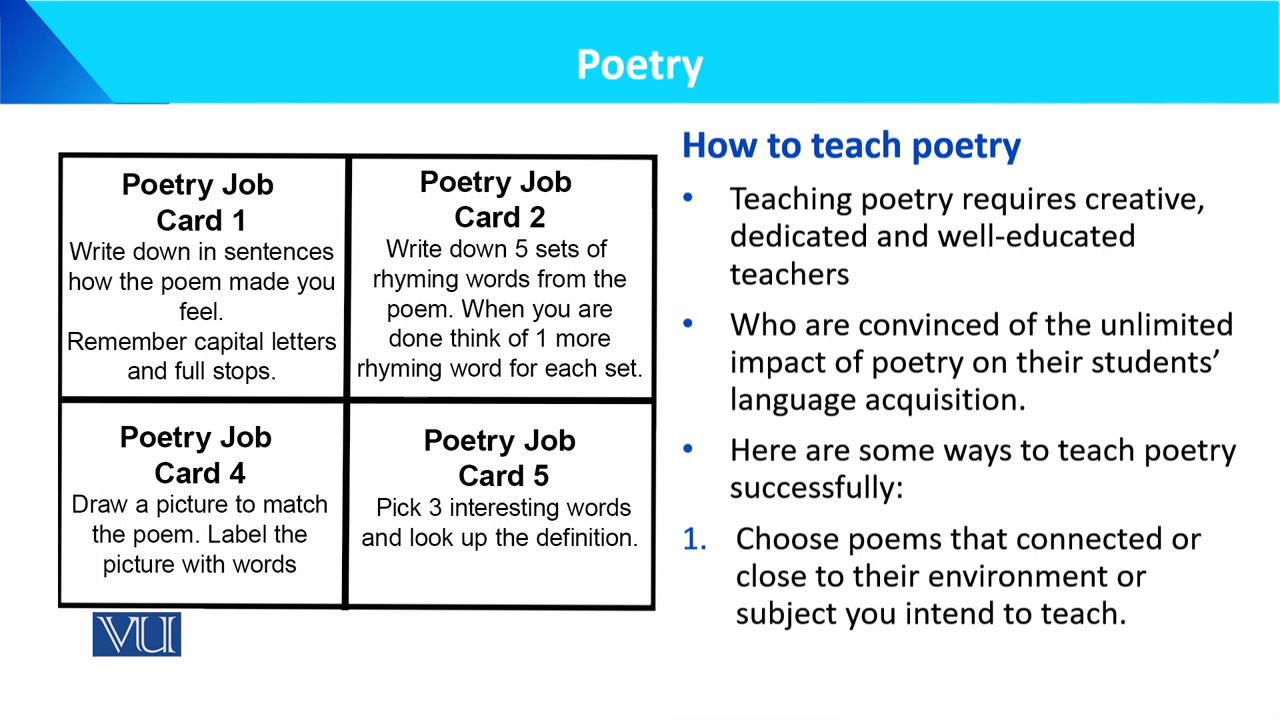 Poetry
Poetry Job
Card 1
Write down in sentences
how the poem made you
feel.
Remember capital letters
and full stops.
Poetry Job
Card 2
Write down 5 sets of
rhyming words from the
poem. When you are
done think of 1 more
rhyming word for each set.
Poetry Job
Card 4
Draw a picture to match
the poem. Label the
picture with words
Poetry Job
Card 5
Pick 3 interesting words
and look up the definition.
VU
How to teach poetry
• Teaching poetry requires creative,
dedicated and well-educated
teachers
• Who are convinced of the unlimited
impact of poetry on their students’
language acquisition.
• Here are some ways to teach poetry
successfully:
1. Choose poems that connected or
close to their environment or
subject you intend to teach.